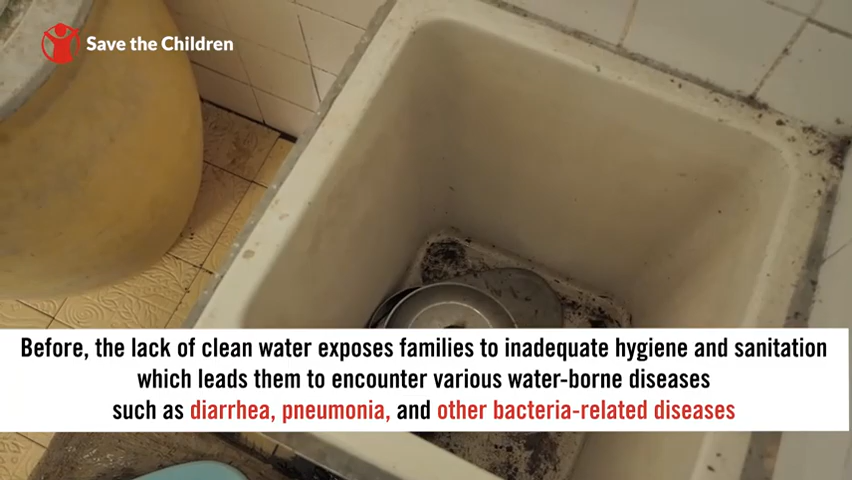 Save the Children
Before, the lack of clean water exposes families to inadequate hygiene and sanitation
which leads them to encounter various water-borne diseases
such as diarrhea, pneumonia, and other bacteria-related diseases